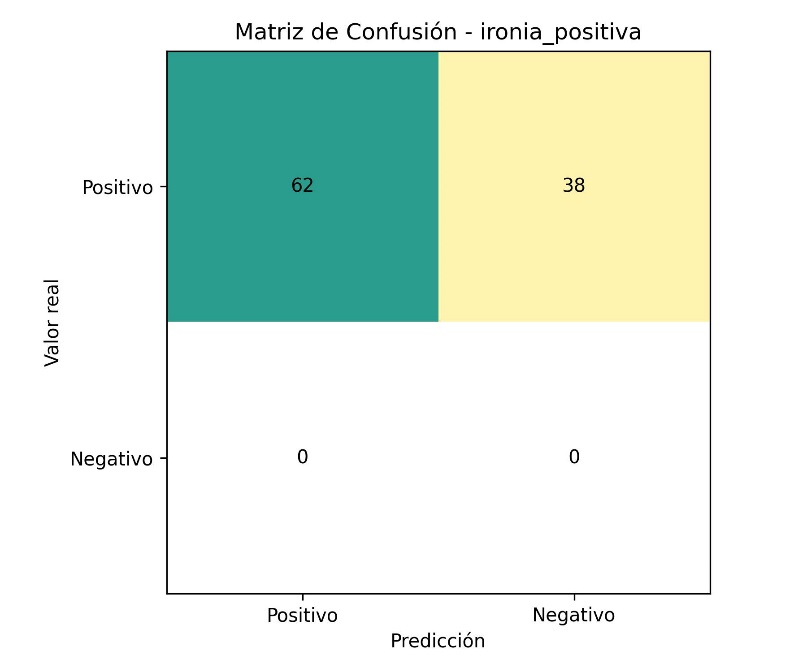 Matriz de Confusión - ironia_positiva
Positivo
62
38
Valor real
Negativo
0
0
Positivo
Negativo
Predicción